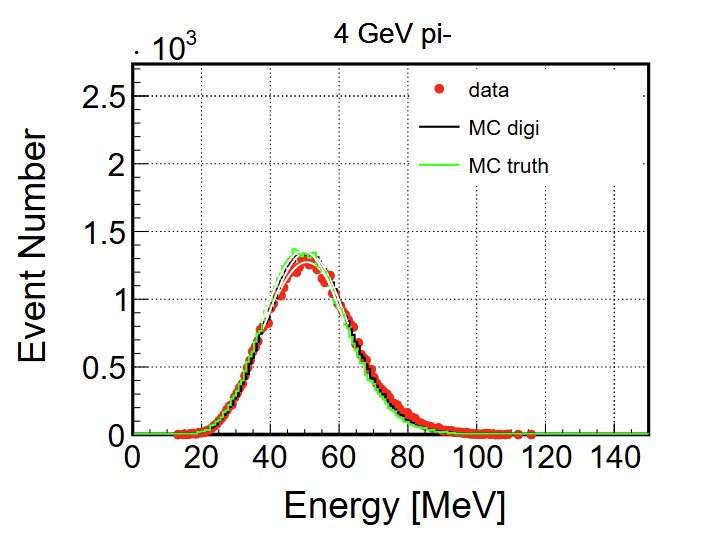 4 GeV pi-
· 10³
data
MC digi
MC truth
Event Number
2.5
2
1.5
1
0.5
0
0 20 40 60 80 100 120 140
Energy [MeV]